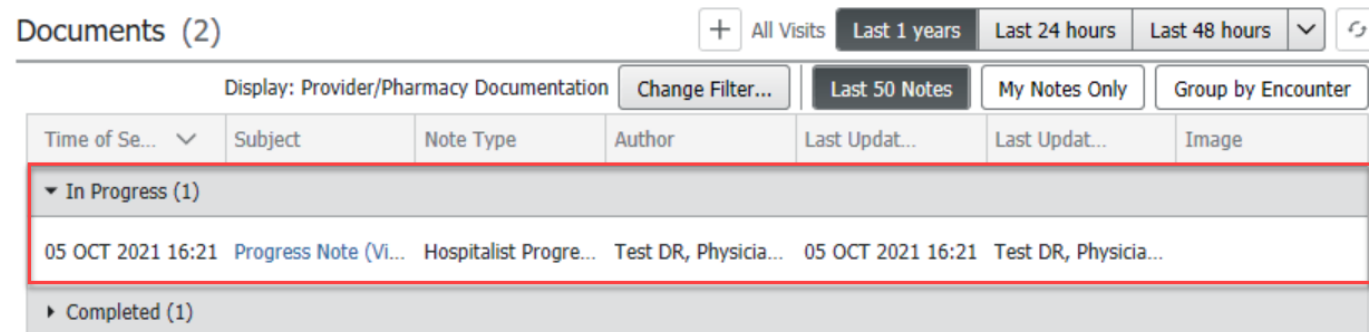 Documents (2) All Visits Last 1 years Last 24 hours Last 48 hours
Display: Provider/Pharmacy Documentation Change Filter... Last 50 Notes My Notes Only Group by Encounter
Time of Se... Subject Note Type Author Last Updat... Last Updat... Image
In Progress (1)
05 OCT 2021 16:21 Progress Note (Vi... Hospitalist Progre... Test DR, Physicia... 05 OCT 2021 16:21 Test DR, Physicia...
Completed (1)